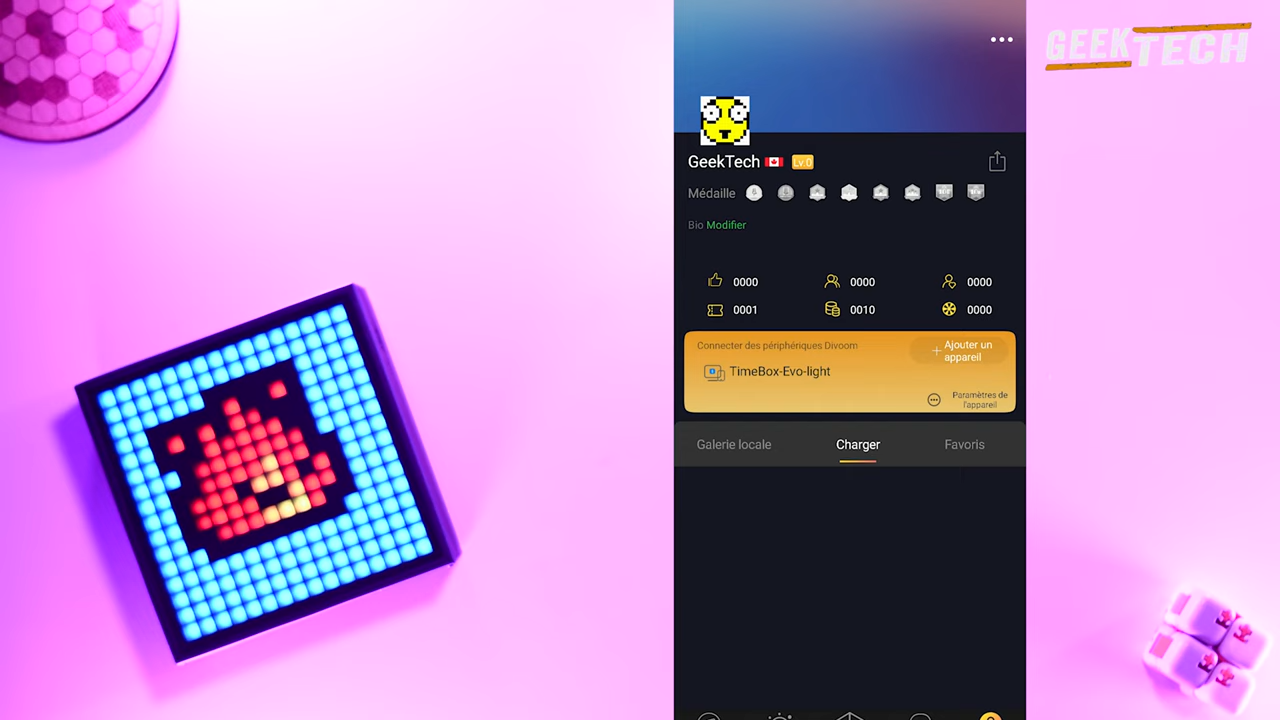 GEEKTECH
GeekTech Lv.0
Médaille
Bio Modifier
0000 0000 0000
0001 0010 0000
Connecter des périphériques Divoom
Ajouter un
appareil
TimeBox-Evo-light
Paramètres de
l'appareil
Galerie locale Charger Favoris